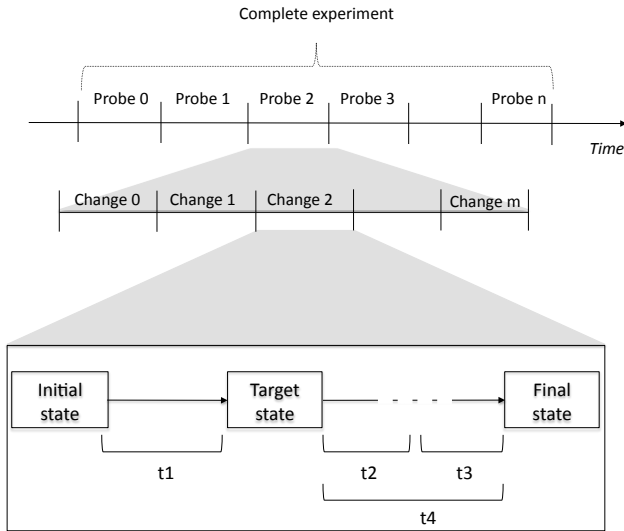 Complete experiment
Probe 0 Probe 1 Probe 2 Probe 3 Probe n
Time
Change 0 Change 1 Change 2 Change m
Initial state
Target state
Final state
t1
t2
t3
t4